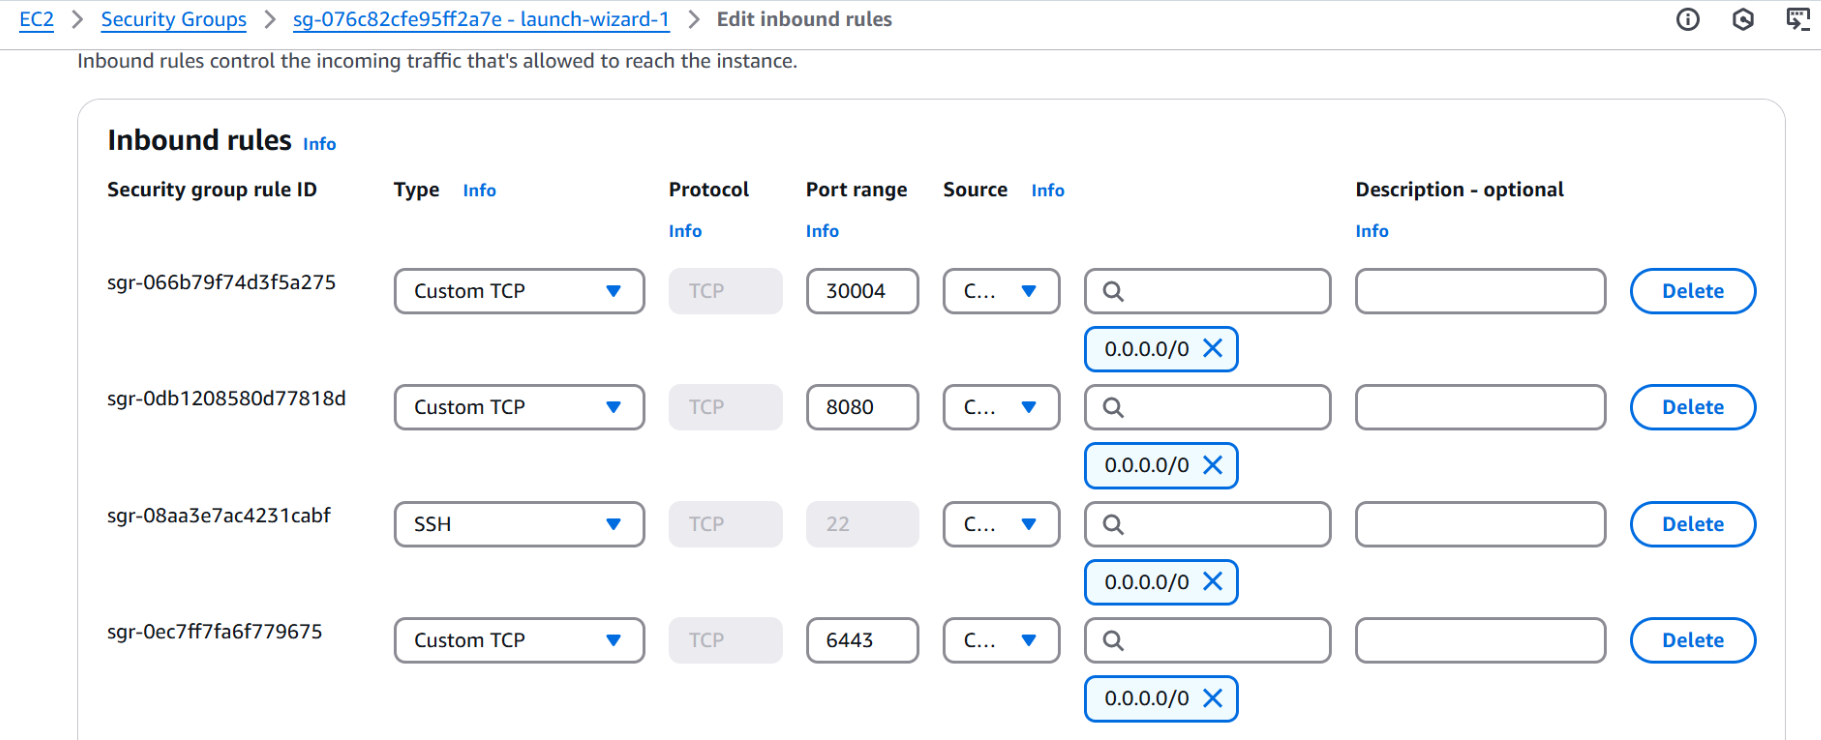 EC2 > Security Groups > sg-076c82cfe95ff2a7e - launch-wizard-1 > Edit inbound rules
Inbound rules control the incoming traffic that's allowed to reach the instance.
Inbound rules Info
Security group rule ID Type Info Protocol Port range Source Info Description - optional
Info Info Info
sgr-066b79f74d3f5a275 Custom TCP TCP 30004 C... Delete
0.0.0.0/0
sgr-0db1208580d77818d Custom TCP TCP 8080 C... Delete
0.0.0.0/0
sgr-08aa3e7ac4231cabf SSH TCP 22 C... Delete
0.0.0.0/0
sgr-0ec7ff7fa6f779675 Custom TCP TCP 6443 C... Delete
0.0.0.0/0